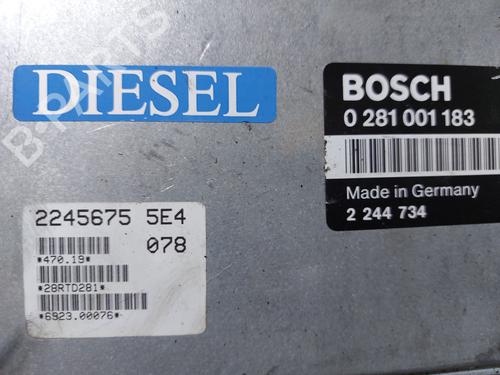 DIESEL
BOSCH
0 281 001 183
Made in Germany
2 244 734
2245675 5E4
078
*470.19*
*28RTD281*
*6923.00076*
B-PARTS